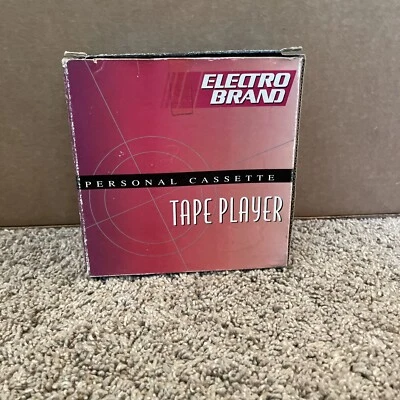 ELECTRO
BRAND
PERSONAL CASSETTE
TAPE PLAYER